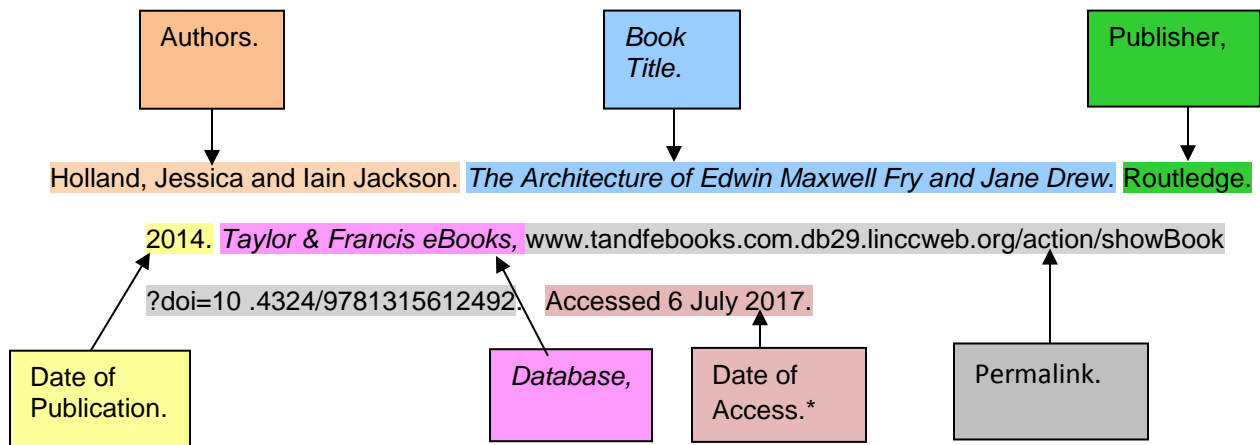 Authors.
Book
Title.
Publisher,
Holland, Jessica and Iain Jackson. The Architecture of Edwin Maxwell Fry and Jane Drew. Routledge.
2014. Taylor & Francis eBooks, www.tandfebooks.com.db29.linccweb.org/action/showBook
?doi=10 .4324/9781315612492. Accessed 6 July 2017.
Date of
Publication.
Database,
Date of
Access.*
Permalink.